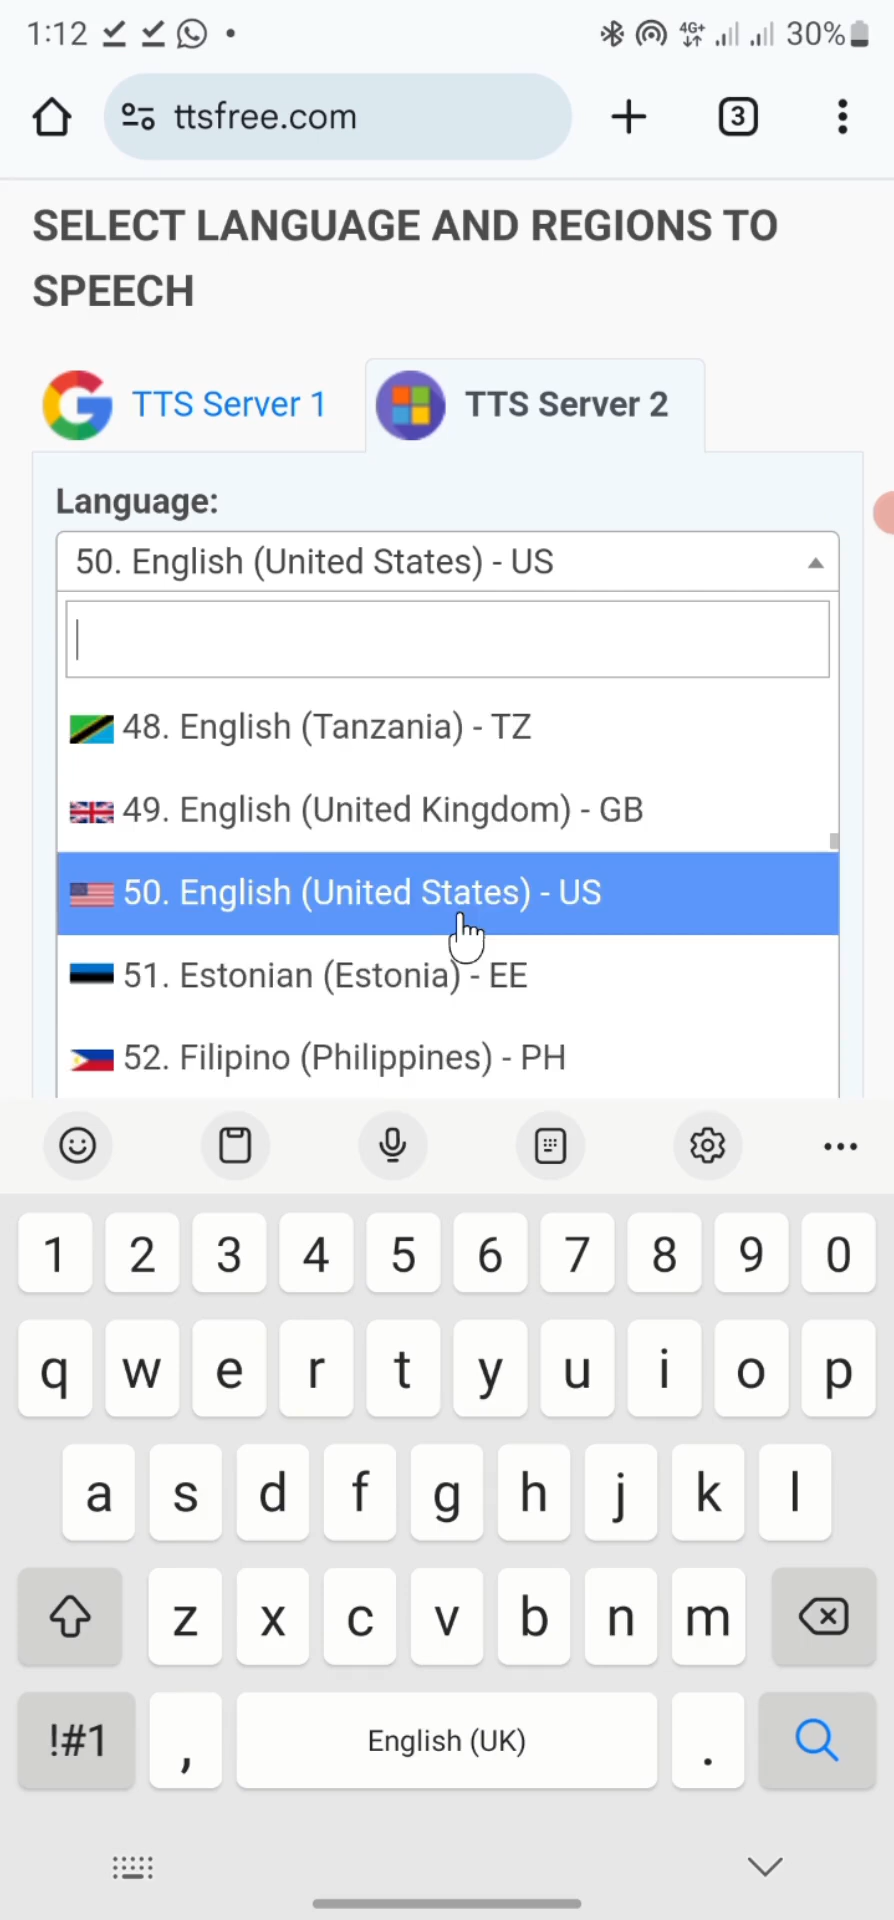 1:12
4G+
30%
ttsfree.com
3
SELECT LANGUAGE AND REGIONS TO
SPEECH
TTS Server 1
TTS Server 2
Language:
50. English (United States) - US
48. English (Tanzania) - TZ
49. English (United Kingdom) - GB
50. English (United States) - US
51. Estonian (Estonia) - EE
52. Filipino (Philippines) - PH
1 2 3 4 5 6 7 8 9 0
q w e r t y u i o p
a s d f g h j k l
z x c v b n m
!#1 , English (UK) .